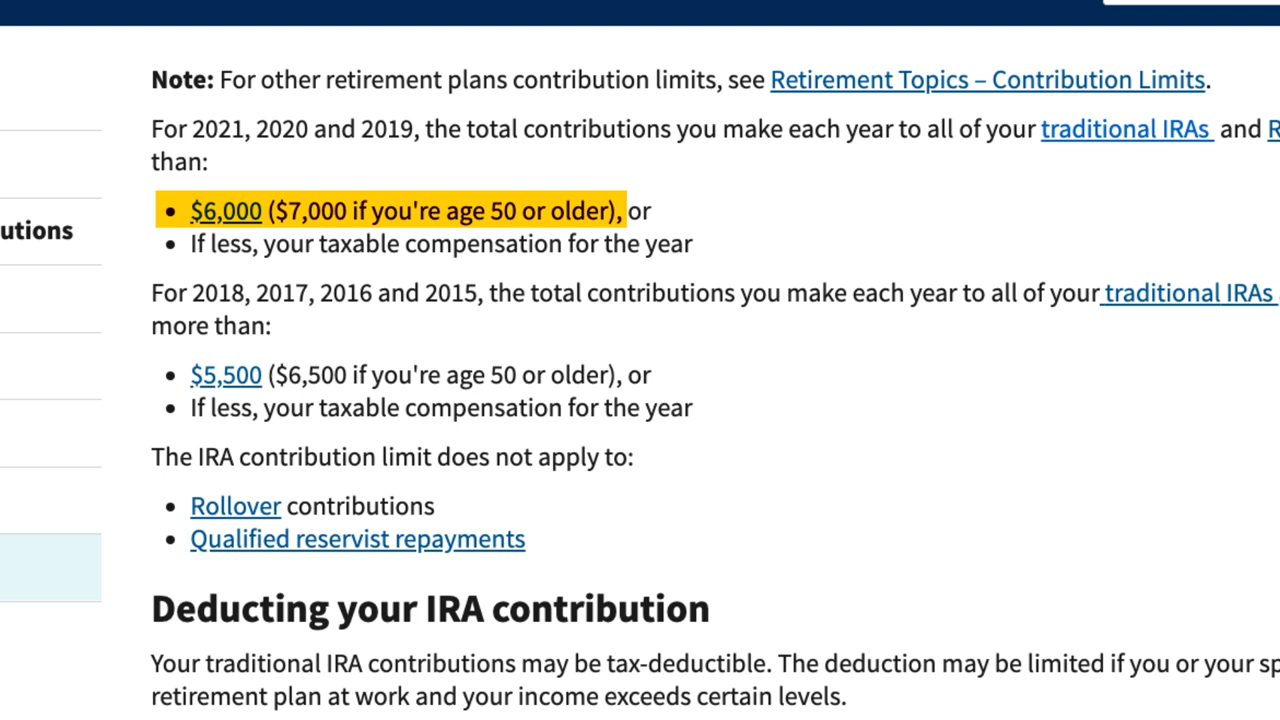 Note: For other retirement plans contribution limits, see Retirement Topics – Contribution Limits.
For 2021, 2020 and 2019, the total contributions you make each year to all of your traditional IRAs and
than:
• $6,000 ($7,000 if you're age 50 or older), or
utions
• If less, your taxable compensation for the year
For 2018, 2017, 2016 and 2015, the total contributions you make each year to all of your traditional IRAs
more than:
• $5,500 ($6,500 if you're age 50 or older), or
• If less, your taxable compensation for the year
The IRA contribution limit does not apply to:
• Rollover contributions
• Qualified reservist repayments
Deducting your IRA contribution
Your traditional IRA contributions may be tax-deductible. The deduction may be limited if you or your sp
retirement plan at work and your income exceeds certain levels.